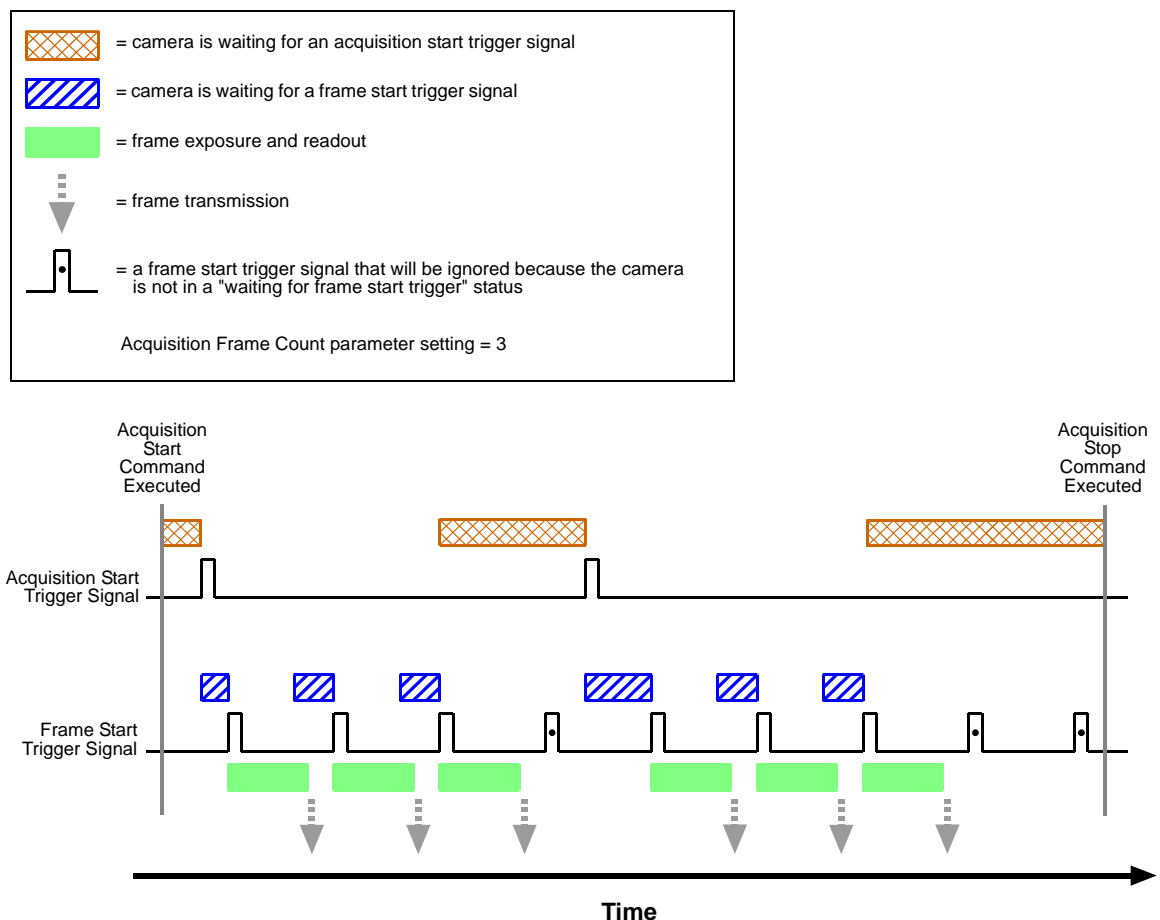 = camera is waiting for an acquisition start trigger signal
= camera is waiting for a frame start trigger signal
= frame exposure and readout
= frame transmission
= a frame start trigger signal that will be ignored because the camera
is not in a "waiting for frame start trigger" status
Acquisition Frame Count parameter setting = 3
Acquisition
Start
Command
Executed
Acquisition
Stop
Command
Executed
Acquisition Start
Trigger Signal
Frame Start
Trigger Signal
Time